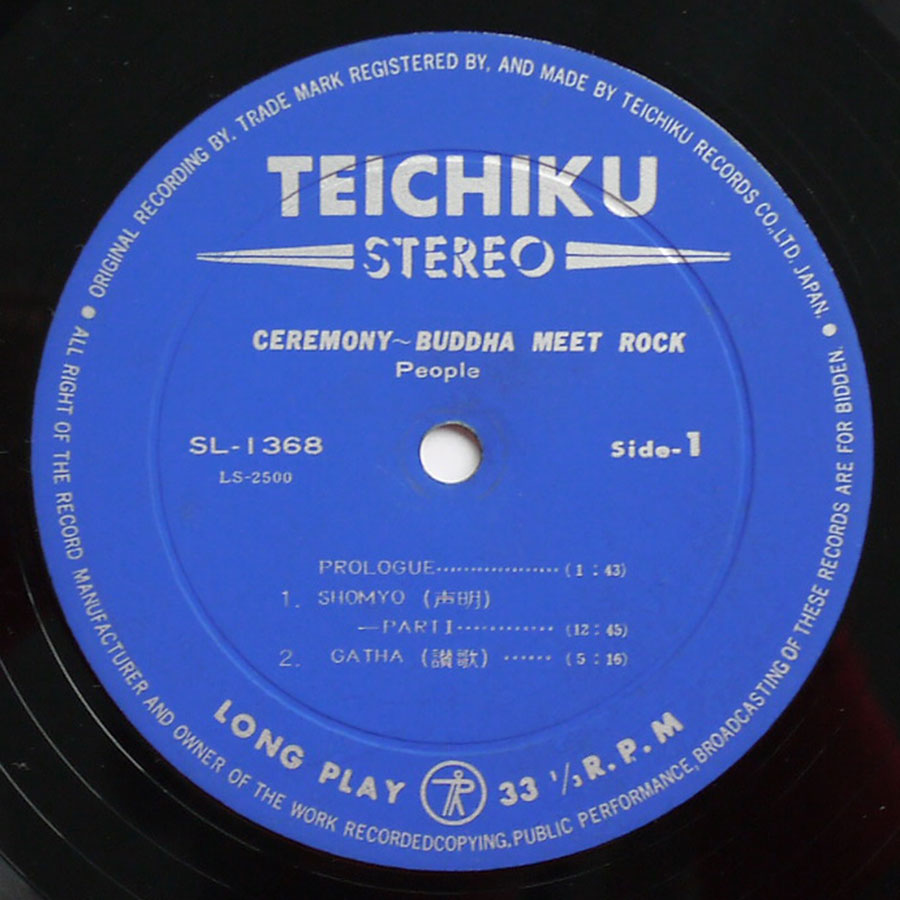 ● ORIGINAL RECORDING BY, TRADE MARK REGISTERED BY, AND MADE BY TEICHIKU RECORDS CO., LTD. JAPAN. ●
TEICHIKU
STEREO
CEREMONY~BUDDHA MEET ROCK
People
SL-1368
Side-1
LS-2500
PROLOGUE.................. (1:43)
1. SHOMYO (声明)
—PART I............ (12:45)
2. GATHA (讃歌) ...... (5:16)
LONG PLAY TR 33 1/3 R.P.M
ALL RIGHT OF THE RECORD MANUFACTURER AND OWNER OF THE WORK RECORDEDCOPYING, PUBLIC PERFORMANCE, BROADCASTING OF THESE RECORDS ARE FOR BIDDEN.